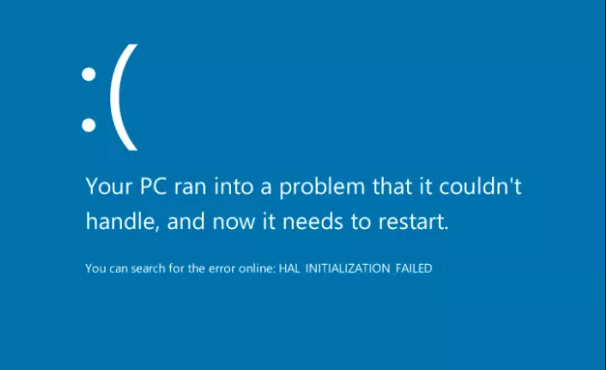 :(
Your PC ran into a problem that it couldn't
handle, and now it needs to restart.
You can search for the error online: HAL INITIALIZATION FAILED